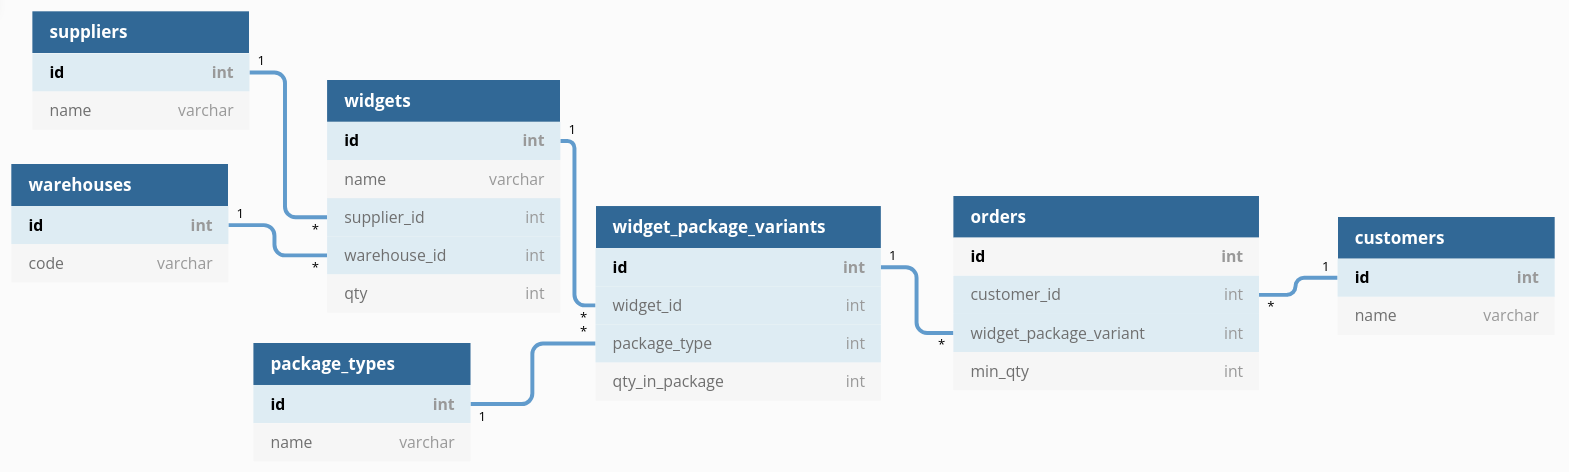 suppliers
id int
name varchar
1
*
warehouses
id int
code varchar
1
*
widgets
id int
name varchar
supplier_id int
warehouse_id int
qty int
1
*
package_types
id int
name varchar
1
*
widget_package_variants
id int
widget_id int
package_type int
qty_in_package int
1
*
orders
id int
customer_id int
widget_package_variant int
min_qty int
*
1
customers
id int
name varchar